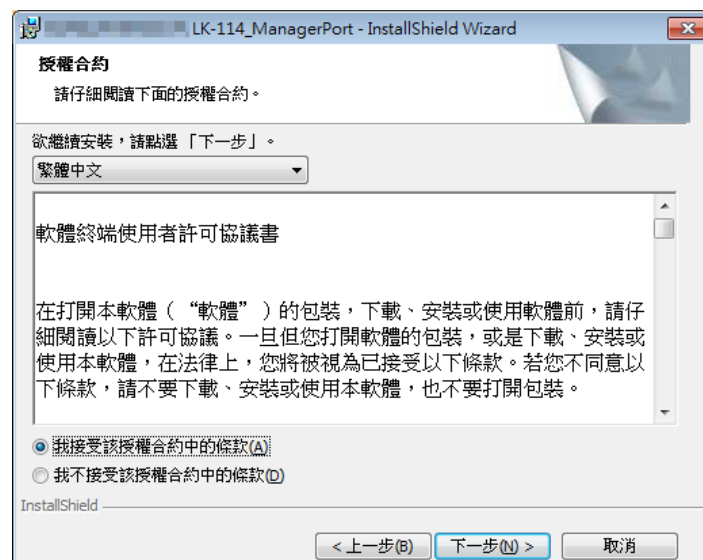 LK-114_ManagerPort - InstallShield Wizard
授權合約
請仔細閱讀下面的授權合約。
欲繼續安裝，請點選「下一步」。
繁體中文
軟體終端使用者許可協議書
在打開本軟體（“軟體”）的包裝，下載、安裝或使用軟體前，請仔
細閱讀以下許可協議。一旦但您打開軟體的包裝，或是下載、安裝或
使用本軟體，在法律上，您將被視為已接受以下條款。若您不同意以
下條款，請不要下載、安裝或使用本軟體，也不要打開包裝。
我接受該授權合約中的條款(A)
我不接受該授權合約中的條款(D)
InstallShield
< 上一步(B)
下一步(N) >
取消